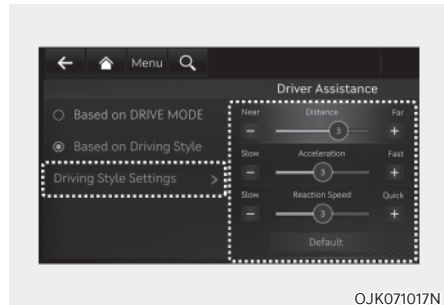 Menu
Driver Assistance
Based on DRIVE MODE
Based on Driving Style
Driving Style Settings >
Near Distance Far
− 3 +
Slow Acceleration Fast
− 3 +
Slow Reaction Speed Quick
− 3 +
Default
OJK071017N